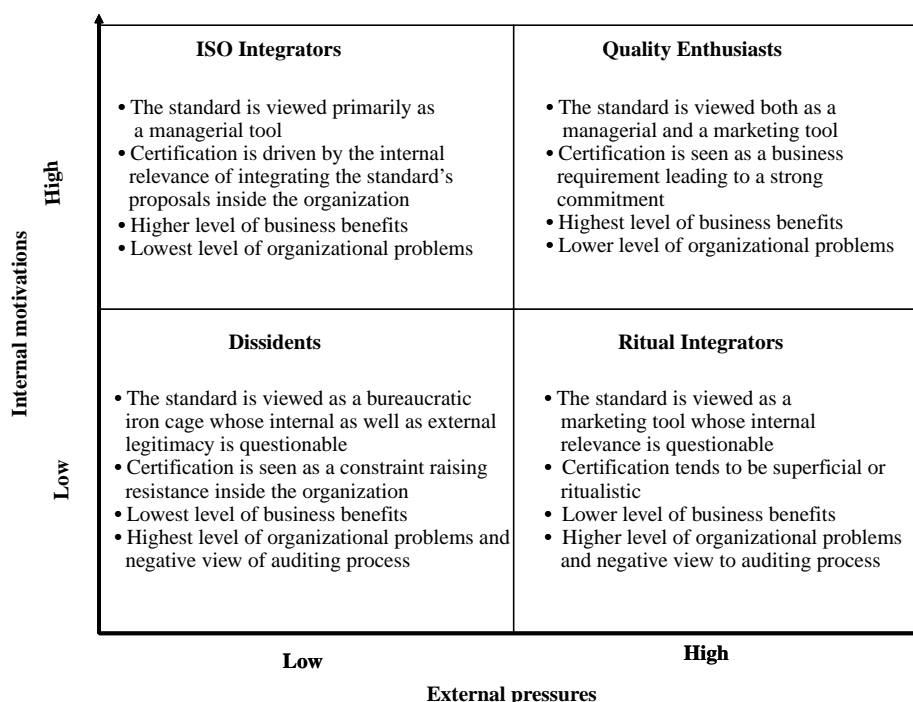 ISO Integrators
• The standard is viewed primarily as
a managerial tool
• Certification is driven by the internal
relevance of integrating the standard's
proposals inside the organization
• Higher level of business benefits
• Lowest level of organizational problems
Quality Enthusiasts
• The standard is viewed both as a
managerial and a marketing tool
• Certification is seen as a business
requirement leading to a strong
commitment
• Highest level of business benefits
• Lower level of organizational problems
High
Internal motivations
Low
Dissidents
• The standard is viewed as a bureaucratic
iron cage whose internal as well as external
legitimacy is questionable
• Certification is seen as a constraint raising
resistance inside the organization
• Lowest level of business benefits
• Highest level of organizational problems and
negative view of auditing process
Ritual Integrators
• The standard is viewed as a
marketing tool whose internal
relevance is questionable
• Certification tends to be superficial or
ritualistic
• Lower level of business benefits
• Higher level of organizational problems
and negative view to auditing process
Low
High
External pressures